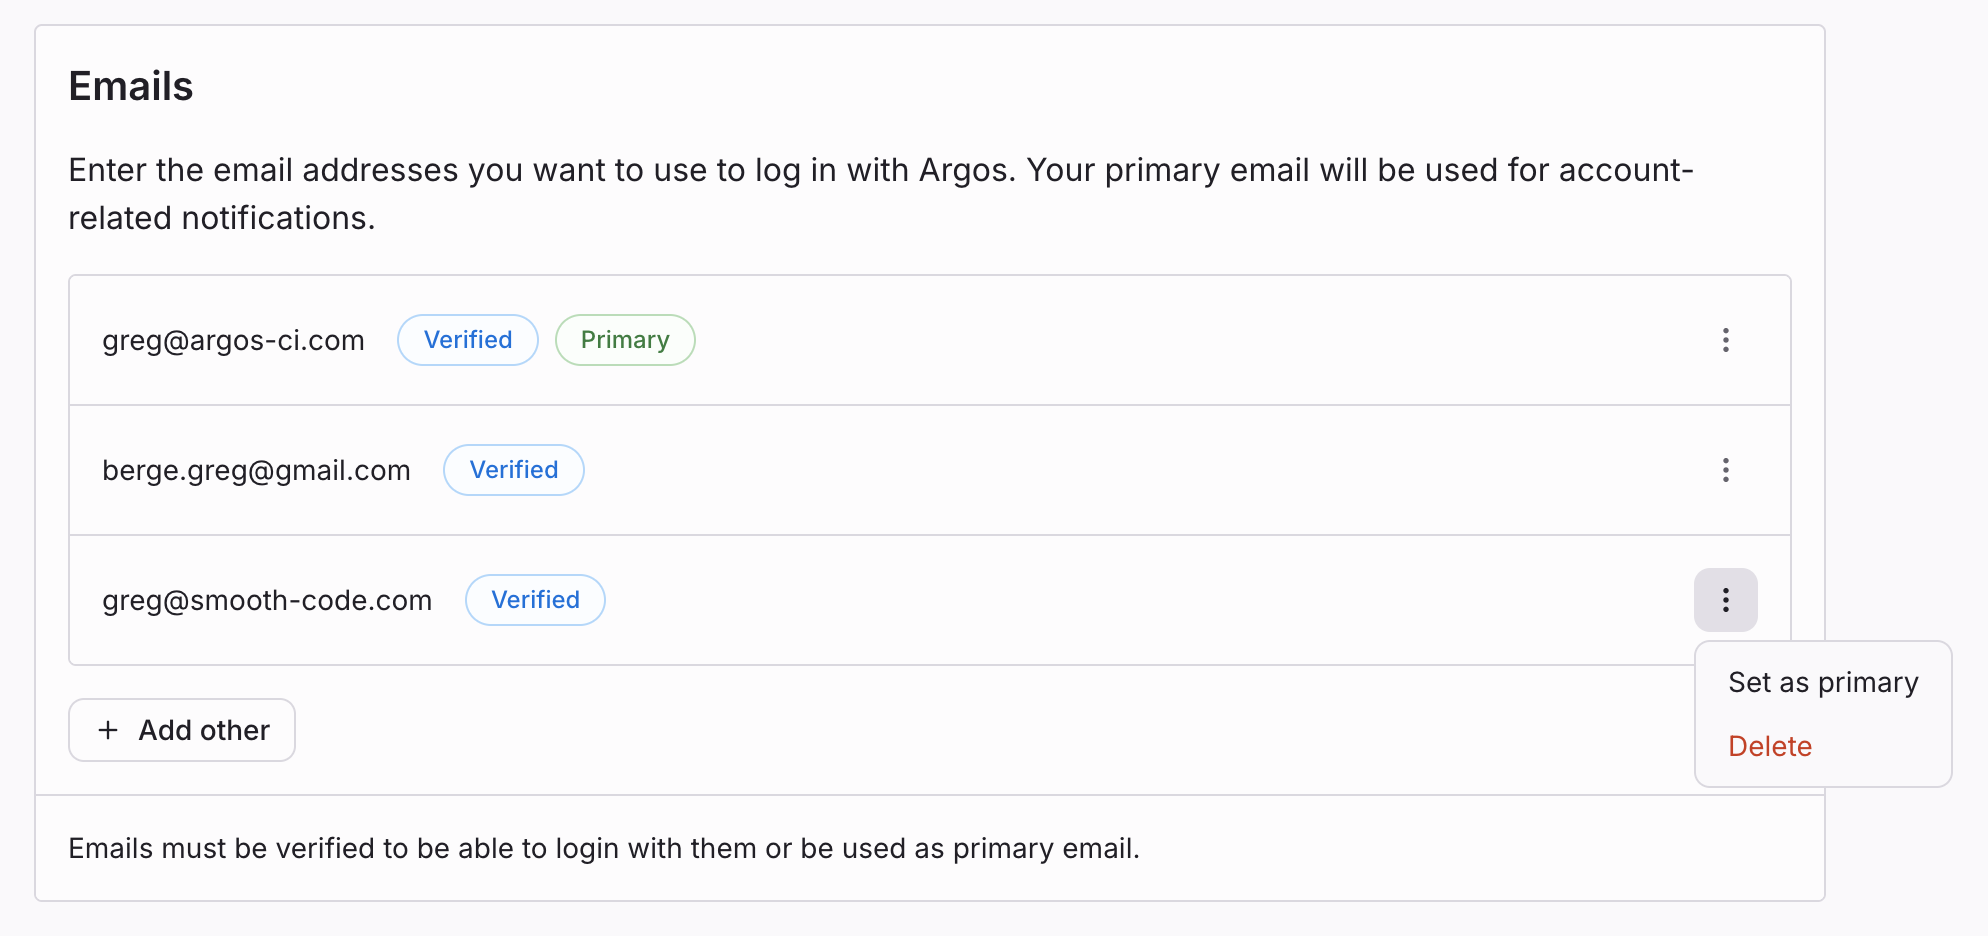 Emails
Enter the email addresses you want to use to log in with Argos. Your primary email will be used for account-
related notifications.
greg@argos-ci.com Verified Primary
berge.greg@gmail.com Verified
greg@smooth-code.com Verified
Set as primary
Delete
+ Add other
Emails must be verified to be able to login with them or be used as primary email.